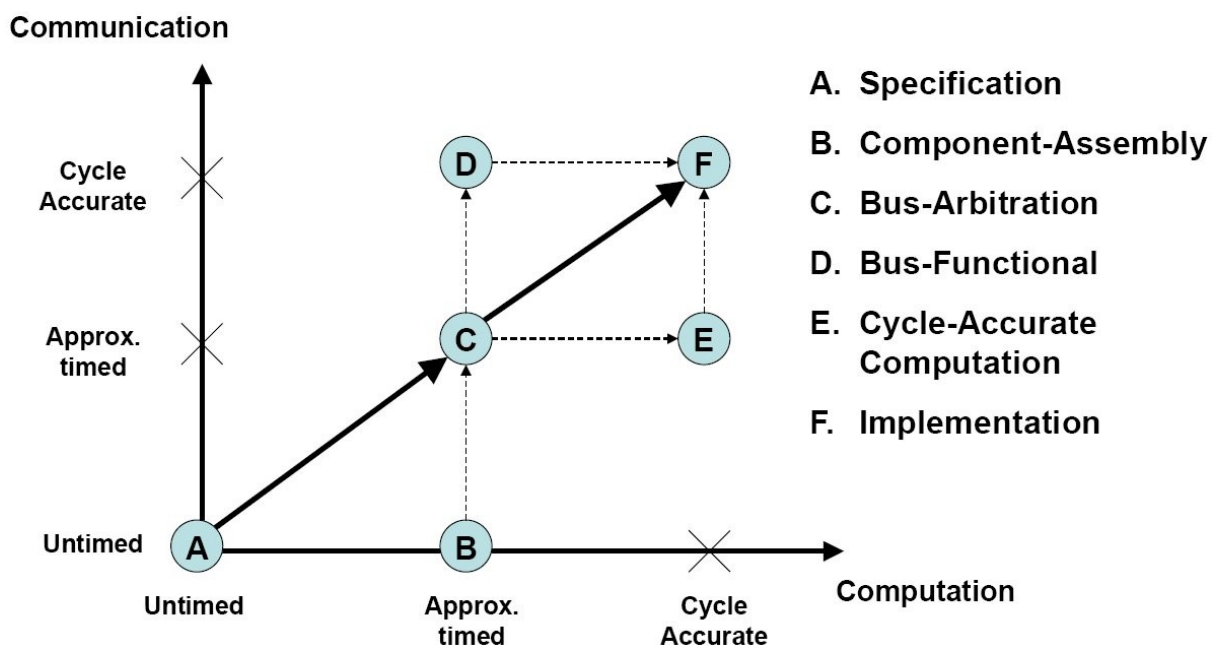 Communication
A. Specification
B. Component-Assembly
Cycle
Accurate
D
F
C. Bus-Arbitration
D. Bus-Functional
Approx.
timed
C
E
E. Cycle-Accurate
Computation
F. Implementation
Untimed
A
B
Computation
Untimed
Approx.
timed
Cycle
Accurate